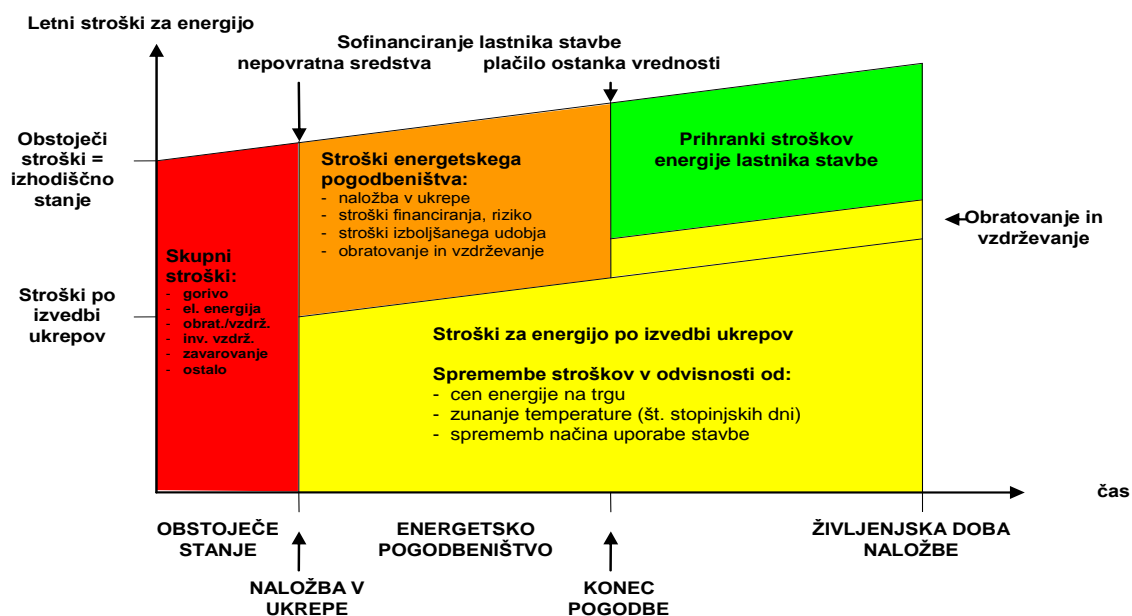 Letni stroški za energijo
Sofinanciranje lastnika stavbe
nepovratna sredstva
plačilo ostanka vrednosti
Obstoječi
stroški =
izhodiščno
stanje
Stroški energetskega
pogodbeništva:
- naložba v ukrepe
- stroški financiranja, riziko
- stroški izboljšanega udobja
- obratovanje in vzdrževanje
Prihranki stroškov
energije lastnika stavbe
Obratovanje in
vzdrževanje
Skupni
stroški:
- gorivo
- el. energija
- obrat./vzdrž.
- inv. vzdrž.
- zavarovanje
- ostalo
Stroški po
izvedbi
ukrepov
Stroški za energijo po izvedbi ukrepov
Spremembe stroškov v odvisnosti od:
- cen energije na trgu
- zunanje temperature (št. stopinjskih dni)
- sprememb načina uporabe stavbe
čas
OBSTOJEČE
STANJE
ENERGETSKO
POGODBENIŠTVO
ŽIVLJENJSKA DOBA
NALOŽBE
NALOŽBA V
UKREPE
KONEC
POGODBE